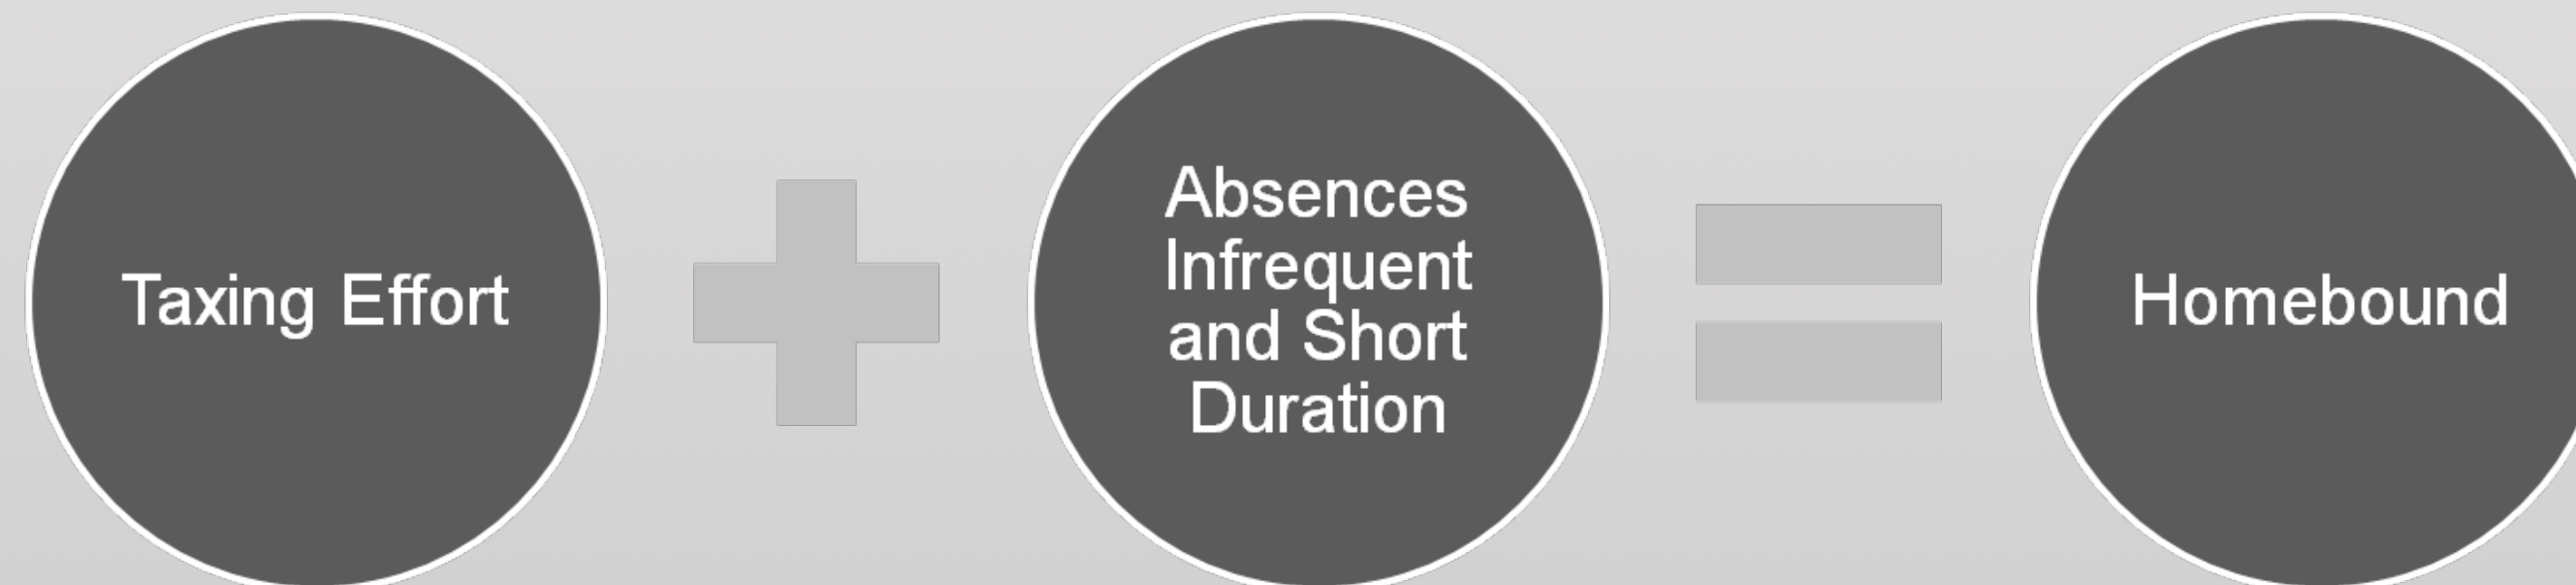 Taxing Effort
Absences
Infrequent
and Short
Duration
Homebound